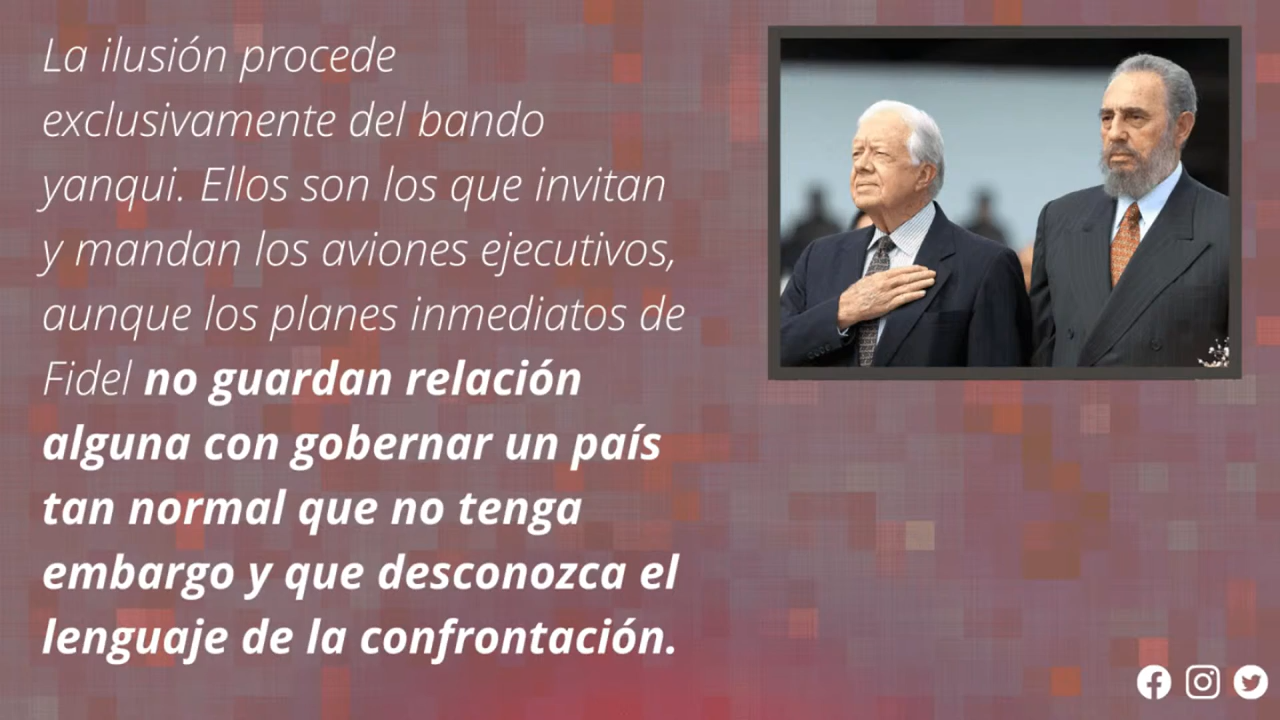 La ilusión procede
exclusivamente del bando
yanqui. Ellos son los que invitan
y mandan los aviones ejecutivos,
aunque los planes inmediatos de
Fidel no guardan relación
alguna con gobernar un país
tan normal que no tenga
embargo y que desconozca el
lenguaje de la confrontación.